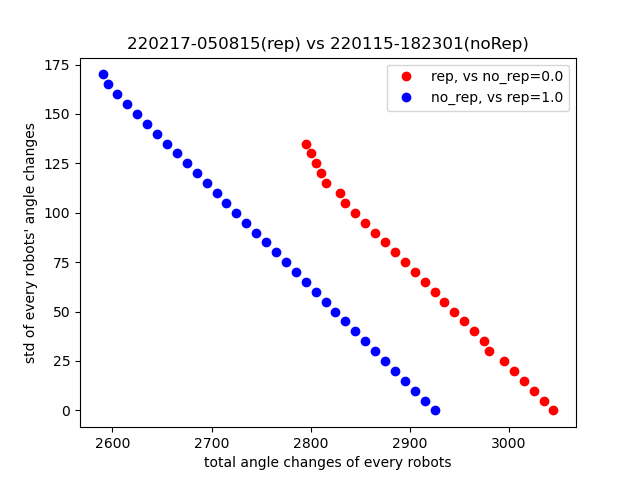 220217-050815(rep) vs 220115-182301(noRep)
rep, vs no_rep=0.0
no_rep, vs rep=1.0
std of every robots' angle changes
175
150
125
100
75
50
25
0
2600 2700 2800 2900 3000
total angle changes of every robots